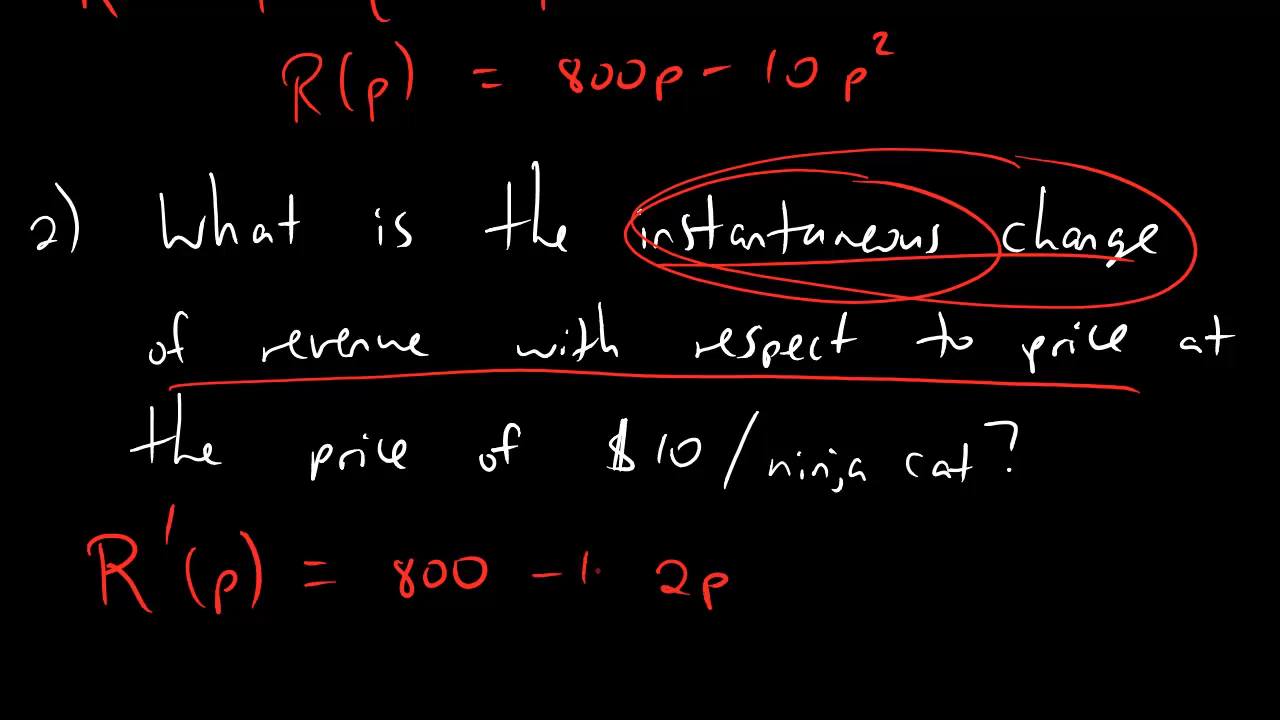 R(p) = 800p - 10p²
2) What is the instantaneous change
of revenue with respect to price at
the price of $10/ninja cat?
R'(p) = 800 - 1 2p